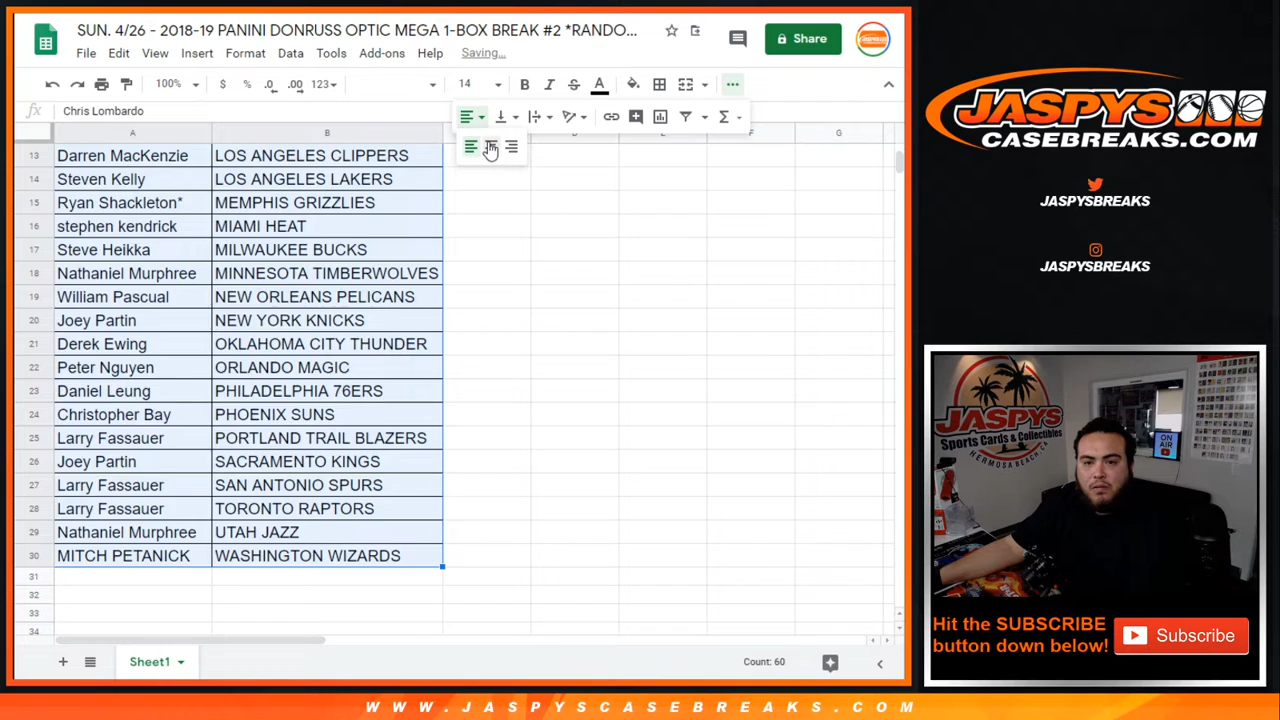 SUN. 4/26 - 2018-19 PANINI DONRUSS OPTIC MEGA 1-BOX BREAK #2 *RANDO...
Share
File Edit View Insert Format Data Tools Add-ons Help Saving...
100% $ % .0 .00 123 14 B I S A
fx Chris Lombardo
A B F G
13 Darren MacKenzie LOS ANGELES CLIPPERS
14 Steven Kelly LOS ANGELES LAKERS
15 Ryan Shackleton* MEMPHIS GRIZZLIES
16 stephen kendrick MIAMI HEAT
17 Steve Heikka MILWAUKEE BUCKS
18 Nathaniel Murphree MINNESOTA TIMBERWOLVES
19 William Pascual NEW ORLEANS PELICANS
20 Joey Partin NEW YORK KNICKS
21 Derek Ewing OKLAHOMA CITY THUNDER
22 Peter Nguyen ORLANDO MAGIC
23 Daniel Leung PHILADELPHIA 76ERS
24 Christopher Bay PHOENIX SUNS
25 Larry Fassauer PORTLAND TRAIL BLAZERS
26 Joey Partin SACRAMENTO KINGS
27 Larry Fassauer SAN ANTONIO SPURS
28 Larry Fassauer TORONTO RAPTORS
29 Nathaniel Murphree UTAH JAZZ
30 MITCH PETANICK WASHINGTON WIZARDS
31
32
33
34
Sheet1
Count: 60
JASPYS
CASEBREAKS.COM
JASPYSBREAKS
JASPYSBREAKS
JASPYS
Sports Cards & Collectibles
HERMOSA BEACH, CA
ON
AIR
Hit the SUBSCRIBE
button down below!
Subscribe
WWW.JASPYSCASEBREAKS.COM